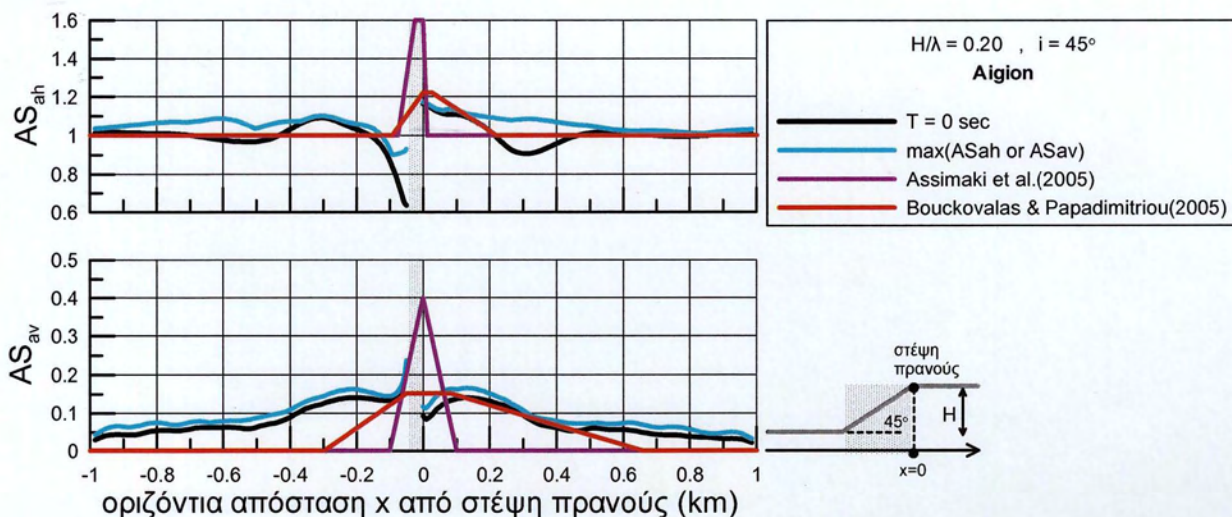 1.6
1.4
1.2
1
0.8
0.6
AS_ah
H/λ = 0.20 , i = 45°
Aigion
T = 0 sec
max(ASah or ASav)
Assimaki et al.(2005)
Bouckovalas & Papadimitriou(2005)
0.5
0.4
0.3
0.2
0.1
0
AS_av
-1 -0.8 -0.6 -0.4 -0.2 0 0.2 0.4 0.6 0.8 1
οριζόντια απόσταση x από στέψη πρανούς (km)
στέψη
πρανούς
45°
H
x=0